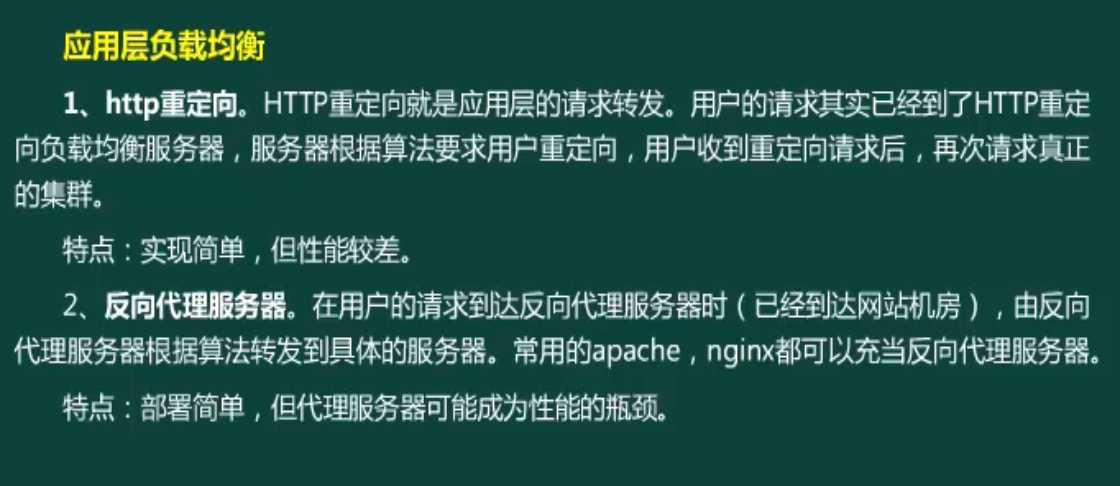 应用层负载均衡
1、http重定向。HTTP重定向就是应用层的请求转发。用户的请求其实已经到了HTTP重定
向负载均衡服务器，服务器根据算法要求用户重定向，用户收到重定向请求后，再次请求真正
的集群。
特点：实现简单，但性能较差。
2、反向代理服务器。在用户的请求到达反向代理服务器时（已经到达网站机房），由反向
代理服务器根据算法转发到具体的服务器。常用的apache，nginx都可以充当反向代理服务器。
特点：部署简单，但代理服务器可能成为性能的瓶颈。